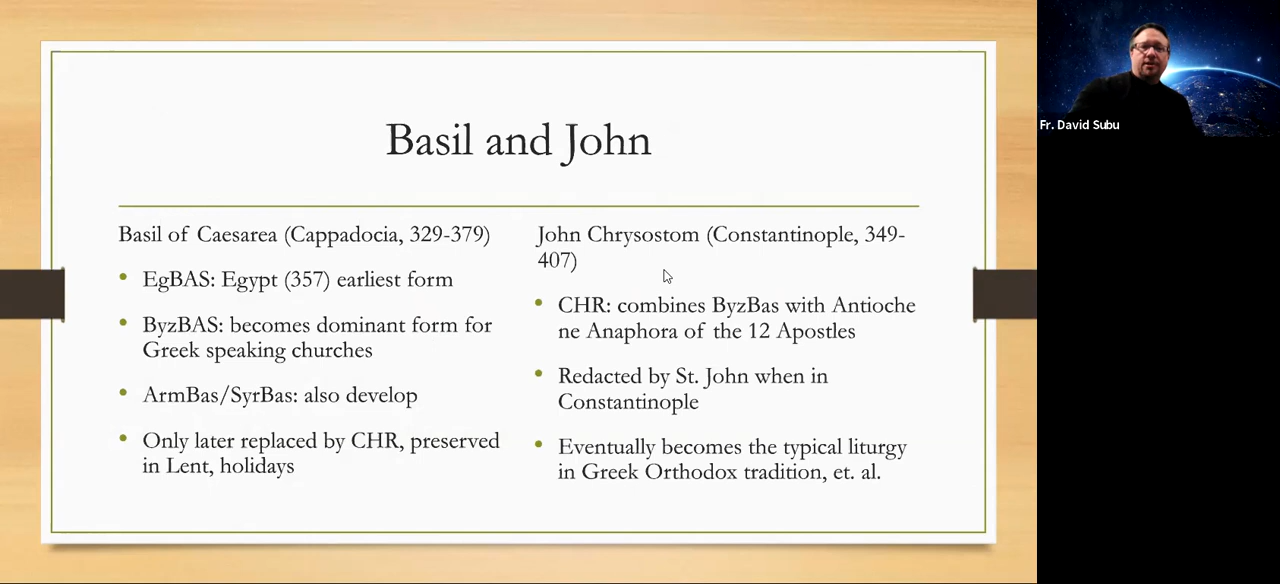 Basil and John
Basil of Caesarea (Cappadocia, 329-379)
• EgBAS: Egypt (357) earliest form
• ByzBAS: becomes dominant form for
Greek speaking churches
• ArmBas/SyrBas: also develop
• Only later replaced by CHR, preserved
in Lent, holidays
John Chrysostom (Constantinople, 349-
407)
• CHR: combines ByzBas with Antioche
ne Anaphora of the 12 Apostles
• Redacted by St. John when in
Constantinople
• Eventually becomes the typical liturgy
in Greek Orthodox tradition, et. al.
Fr. David Subu